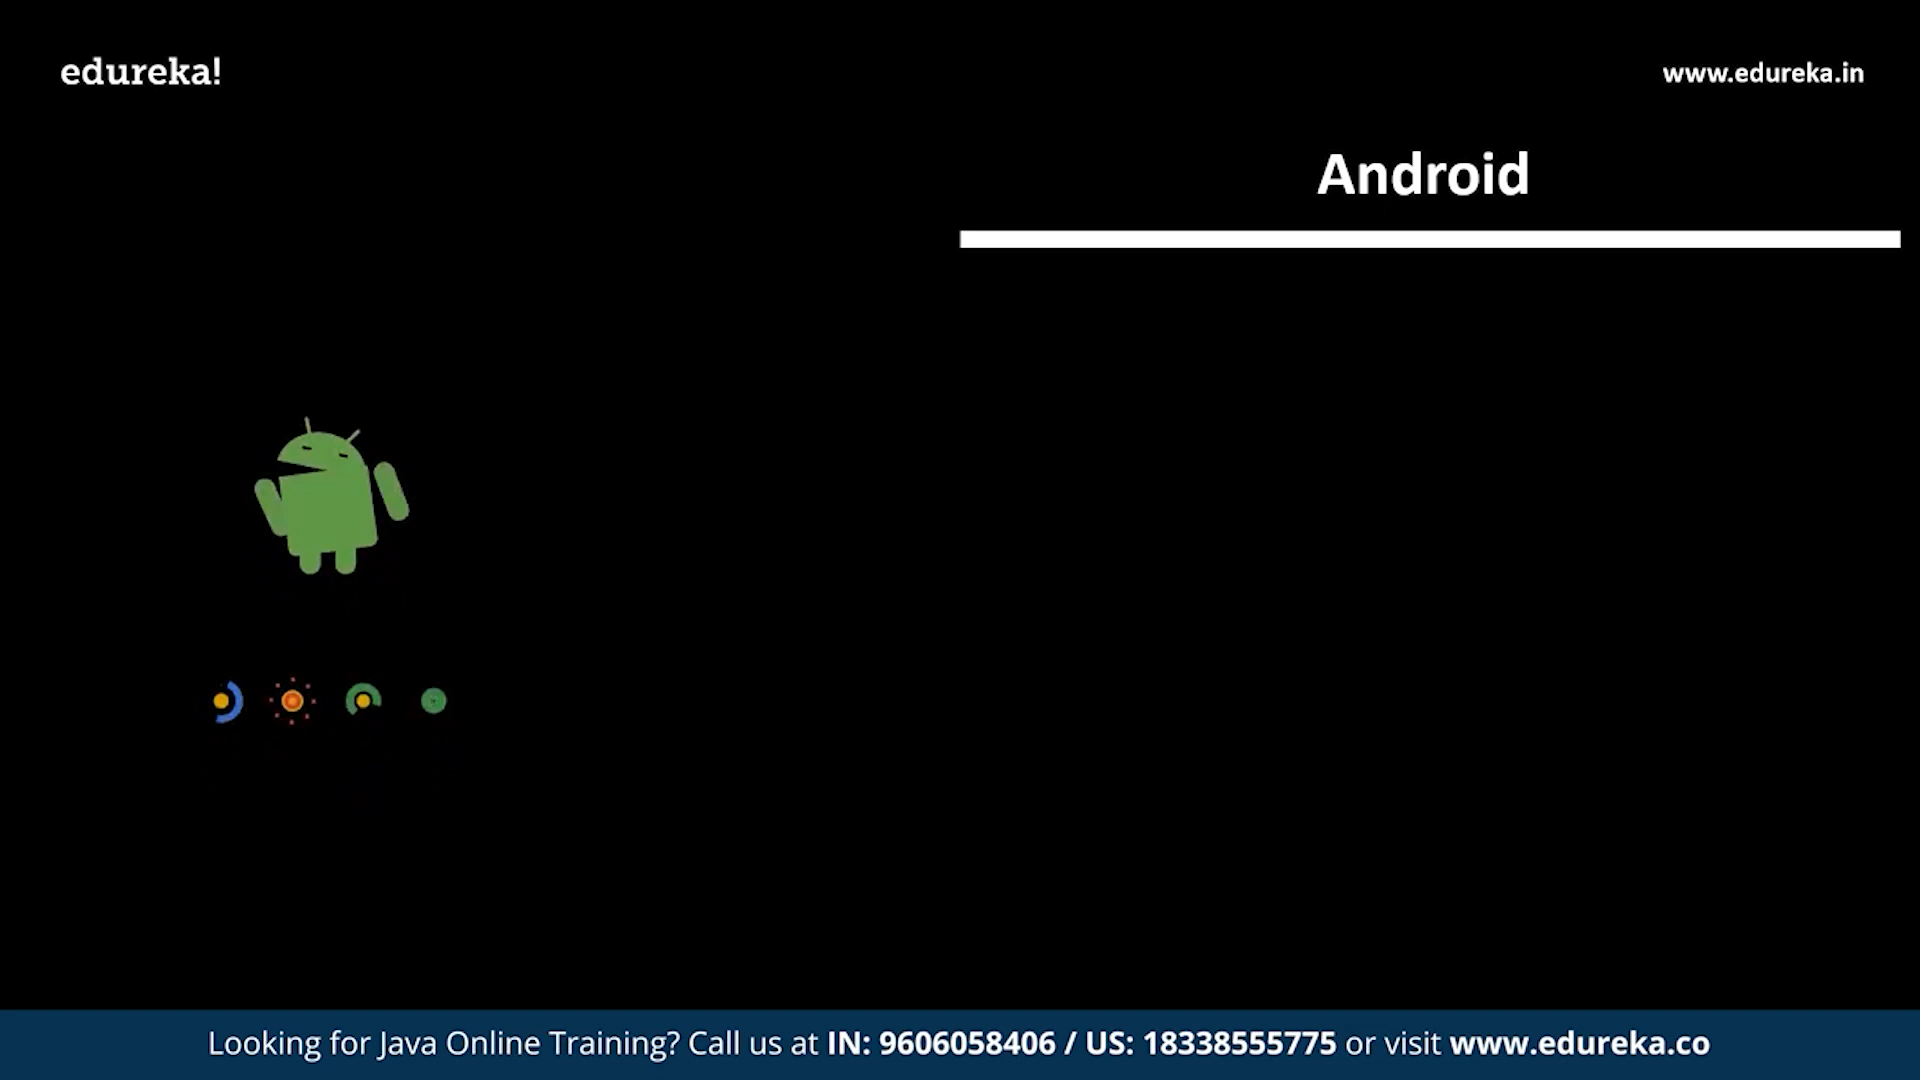 edureka!
www.edureka.in
Android
Looking for Java Online Training? Call us at IN: 9606058406 / US: 18338555775 or visit www.edureka.co